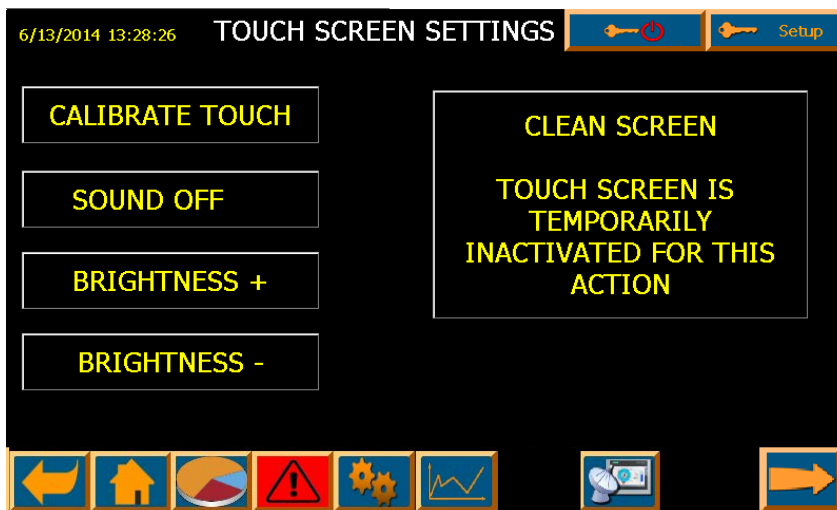 6/13/2014 13:28:26
TOUCH SCREEN SETTINGS
Setup
CALIBRATE TOUCH
SOUND OFF
BRIGHTNESS +
BRIGHTNESS -
CLEAN SCREEN
TOUCH SCREEN IS
TEMPORARILY
INACTIVATED FOR THIS
ACTION